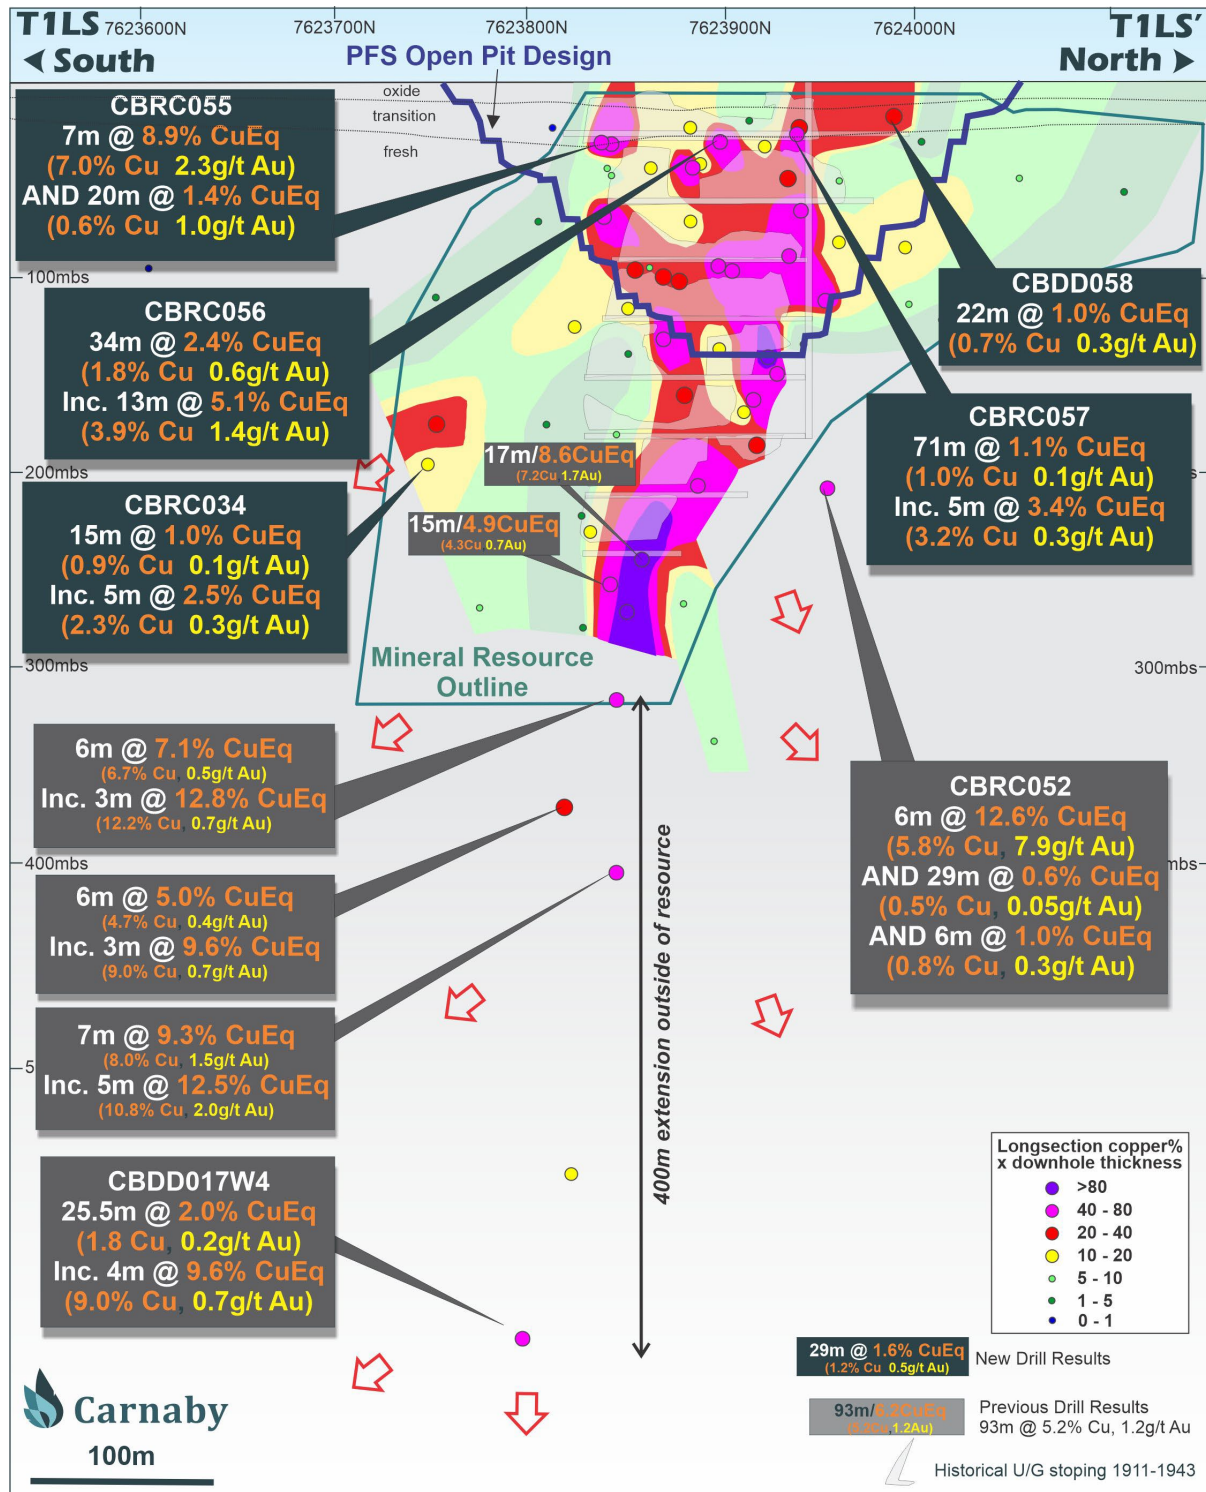 T1LS
7623600N
7623700N
7623800N
7623900N
7624000N
T1LS'
South
PFS Open Pit Design
North
oxide
transition
fresh
CBRC055
7m @ 8.9% CuEq
(7.0% Cu 2.3g/t Au)
AND 20m @ 1.4% CuEq
(0.6% Cu 1.0g/t Au)
100mbs
CBDD058
22m @ 1.0% CuEq
(0.7% Cu 0.3g/t Au)
CBRC056
34m @ 2.4% CuEq
(1.8% Cu 0.6g/t Au)
Inc. 13m @ 5.1% CuEq
(3.9% Cu 1.4g/t Au)
CBRC057
71m @ 1.1% CuEq
(1.0% Cu 0.1g/t Au)
Inc. 5m @ 3.4% CuEq
(3.2% Cu 0.3g/t Au)
200mbs
17m/8.6CuEq
(7.2Cu 1.7Au)
15m/4.9CuEq
(4.3Cu 0.7Au)
CBRC034
15m @ 1.0% CuEq
(0.9% Cu 0.1g/t Au)
Inc. 5m @ 2.5% CuEq
(2.3% Cu 0.3g/t Au)
Mineral Resource
Outline
300mbs
300mbs
6m @ 7.1% CuEq
(6.7% Cu, 0.5g/t Au)
Inc. 3m @ 12.8% CuEq
(12.2% Cu, 0.7g/t Au)
CBRC052
6m @ 12.6% CuEq
(5.8% Cu, 7.9g/t Au)
AND 29m @ 0.6% CuEq
(0.5% Cu, 0.05g/t Au)
AND 6m @ 1.0% CuEq
(0.8% Cu, 0.3g/t Au)
400mbs
mbs
6m @ 5.0% CuEq
(4.7% Cu, 0.4g/t Au)
Inc. 3m @ 9.6% CuEq
(9.0% Cu, 0.7g/t Au)
400m extension outside of resource
7m @ 9.3% CuEq
(8.0% Cu, 1.5g/t Au)
Inc. 5m @ 12.5% CuEq
(10.8% Cu, 2.0g/t Au)
5
CBDD017W4
25.5m @ 2.0% CuEq
(1.8 Cu, 0.2g/t Au)
Inc. 4m @ 9.6% CuEq
(9.0% Cu, 0.7g/t Au)
Longsection copper%
x downhole thickness
>80
40 - 80
20 - 40
10 - 20
5 - 10
1 - 5
0 - 1
29m @ 1.6% CuEq
(1.2% Cu 0.5g/t Au)
New Drill Results
93m/6.2CuEq
(5.2Cu,1.2Au)
Previous Drill Results
93m @ 5.2% Cu, 1.2g/t Au
Historical U/G stoping 1911-1943
Carnaby
100m